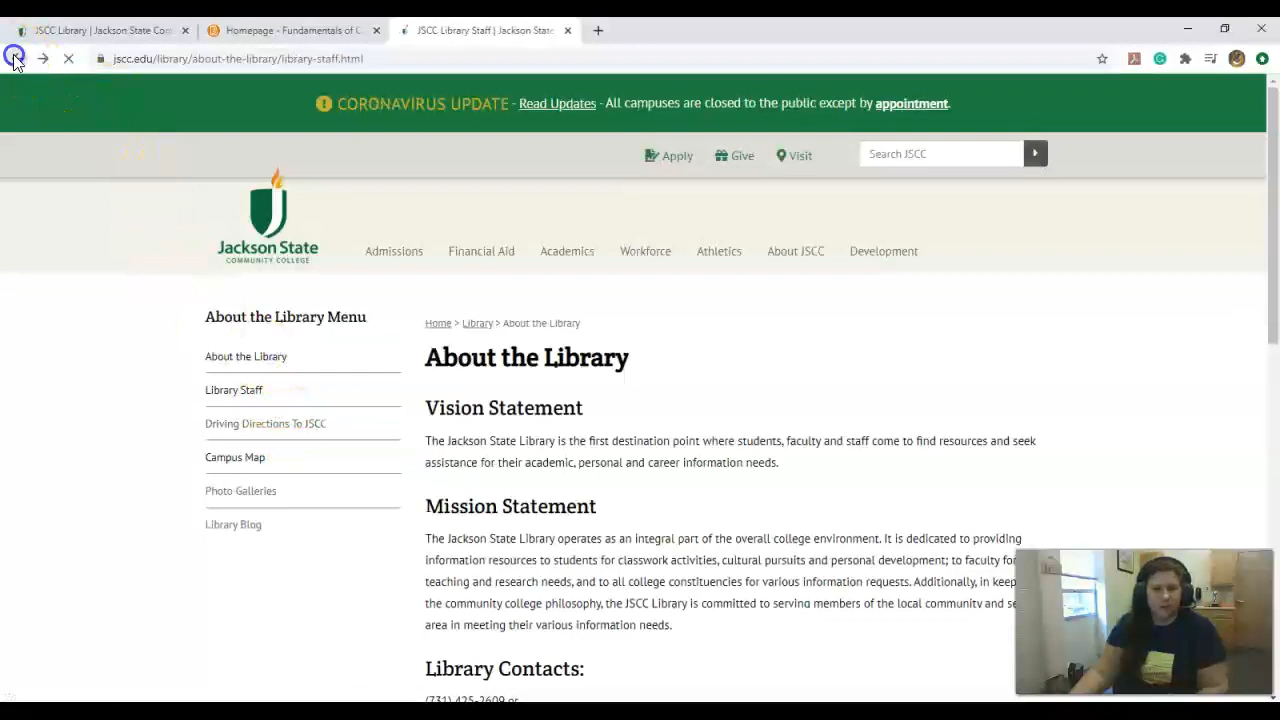 JSCC Library | Jackson State Com
Homepage - Fundamentals of C
JSCC Library Staff | Jackson State
jscc.edu/library/about-the-library/library-staff.html
CORONAVIRUS UPDATE - Read Updates - All campuses are closed to the public except by appointment.
Apply
Give
Visit
Search JSCC
Jackson State
COMMUNITY COLLEGE
Admissions
Financial Aid
Academics
Workforce
Athletics
About JSCC
Development
About the Library Menu
About the Library
Library Staff
Driving Directions To JSCC
Campus Map
Photo Galleries
Library Blog
Home > Library > About the Library
About the Library
Vision Statement
The Jackson State Library is the first destination point where students, faculty and staff come to find resources and seek
assistance for their academic, personal and career information needs.
Mission Statement
The Jackson State Library operates as an integral part of the overall college environment. It is dedicated to providing
information resources to students for classwork activities, cultural pursuits and personal development; to faculty for
teaching and research needs, and to all college constituencies for various information requests. Additionally, in keep
the community college philosophy, the JSCC Library is committed to serving members of the local community and se
area in meeting their various information needs.
Library Contacts:
(731) 425-2609 or